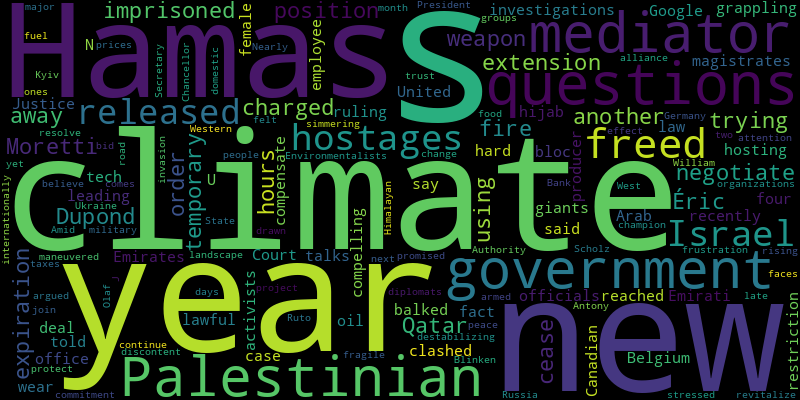 major imprisoned position investigations month President Google grappling
Hamas S mediator
fuel N prices Secretary Chancellor domestic female employee weapon groups alliance
Nearly extension questions magistrates
Kyiv trust
ones Justice released charged ruling United hijab another Germany trying
away felt simmering fire law two attention
resolve bid Western hostages hard bloc freed effect hosting
Moretti road invasion order temporary people hours compensate Environmentalists change producer William
yet tech climate say food Bank West organizations negotiate
believe comes leading U Himalayan using giants Éric four
internationally Dupond Ukraine drawn said Arab recently champion Israel
Amid military State Court talks compelling Authority Scholz frustration rising
maneuvered Emirates landscape next promised government faces
expiration taxes year project diplomats officials reached Emirati late
argued Olaf J days activists Qatar armed fact Antony
join lawful Ruto oil balked peace new restriction
deal continue case destabilizing cease Canadian
told discontent fragile clashed Blinken Belgium
office protect Palestinian
wear commitment Russia stressed revitalize